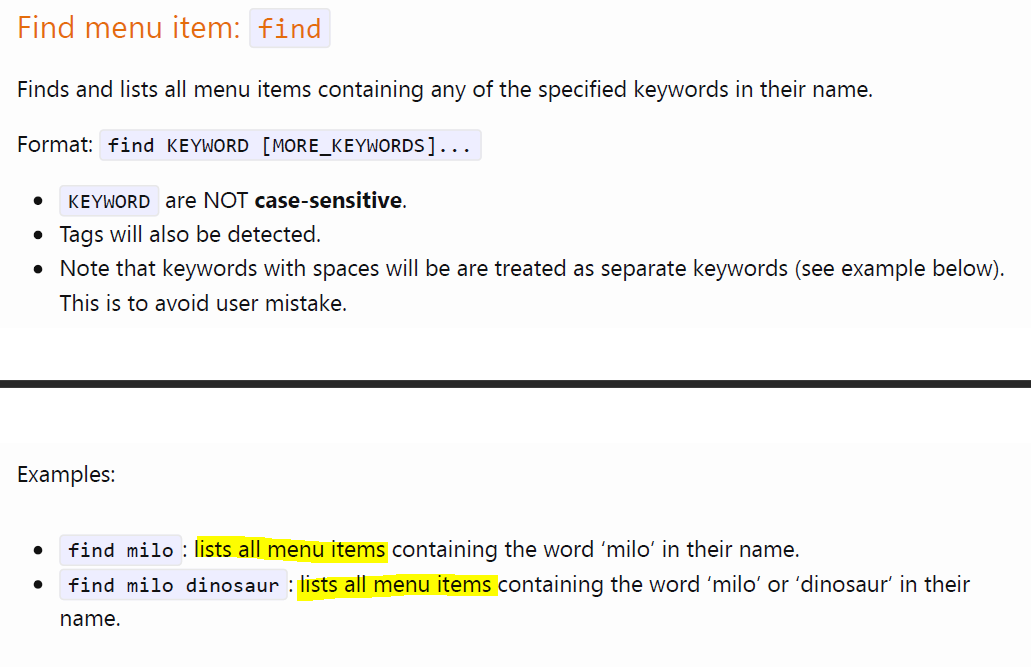 Find menu item: find
Finds and lists all menu items containing any of the specified keywords in their name.
Format: find KEYWORD [MORE_KEYWORDS]...
• KEYWORD are NOT case-sensitive.
• Tags will also be detected.
• Note that keywords with spaces will be are treated as separate keywords (see example below).
This is to avoid user mistake.
Examples:
• find milo : lists all menu items containing the word ‘milo’ in their name.
• find milo dinosaur : lists all menu items containing the word ‘milo’ or ‘dinosaur’ in their
name.